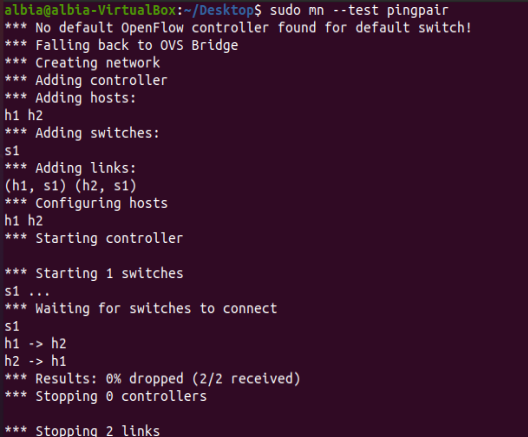 albia@albia-VirtualBox:~/Desktop$ sudo mn --test pingpair
*** No default OpenFlow controller found for default switch!
*** Falling back to OVS Bridge
*** Creating network
*** Adding controller
*** Adding hosts:
h1 h2
*** Adding switches:
s1
*** Adding links:
(h1, s1) (h2, s1)
*** Configuring hosts
h1 h2
*** Starting controller
*** Starting 1 switches
s1 ...
*** Waiting for switches to connect
s1
h1 -> h2
h2 -> h1
*** Results: 0% dropped (2/2 received)
*** Stopping 0 controllers
*** Stopping 2 links